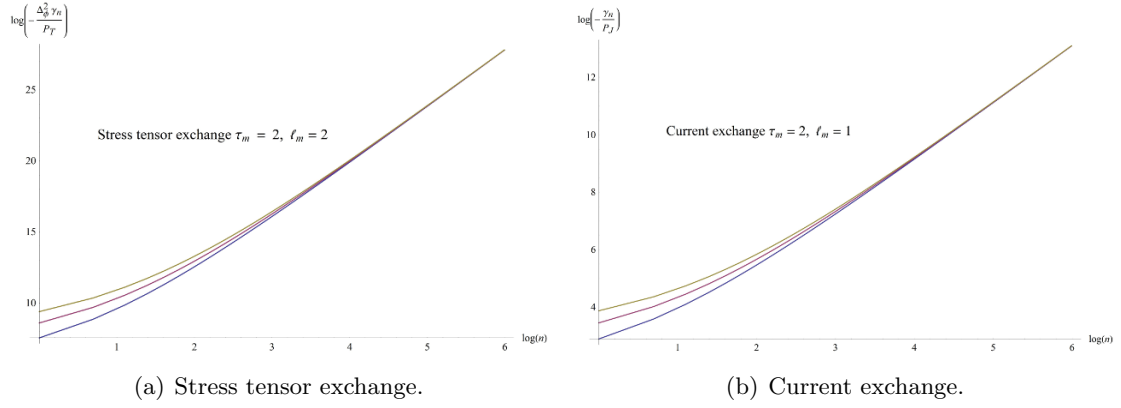 log(−Δ_ϕ^2 γ_n / P_T)
25
20
15
10
Stress tensor exchange τ_m = 2, ℓ_m = 2
1 2 3 4 5 6
log(n)
(a) Stress tensor exchange.
log(−γ_n / P_J)
12
10
8
6
4
Current exchange τ_m = 2, ℓ_m = 1
1 2 3 4 5 6
log(n)
(b) Current exchange.